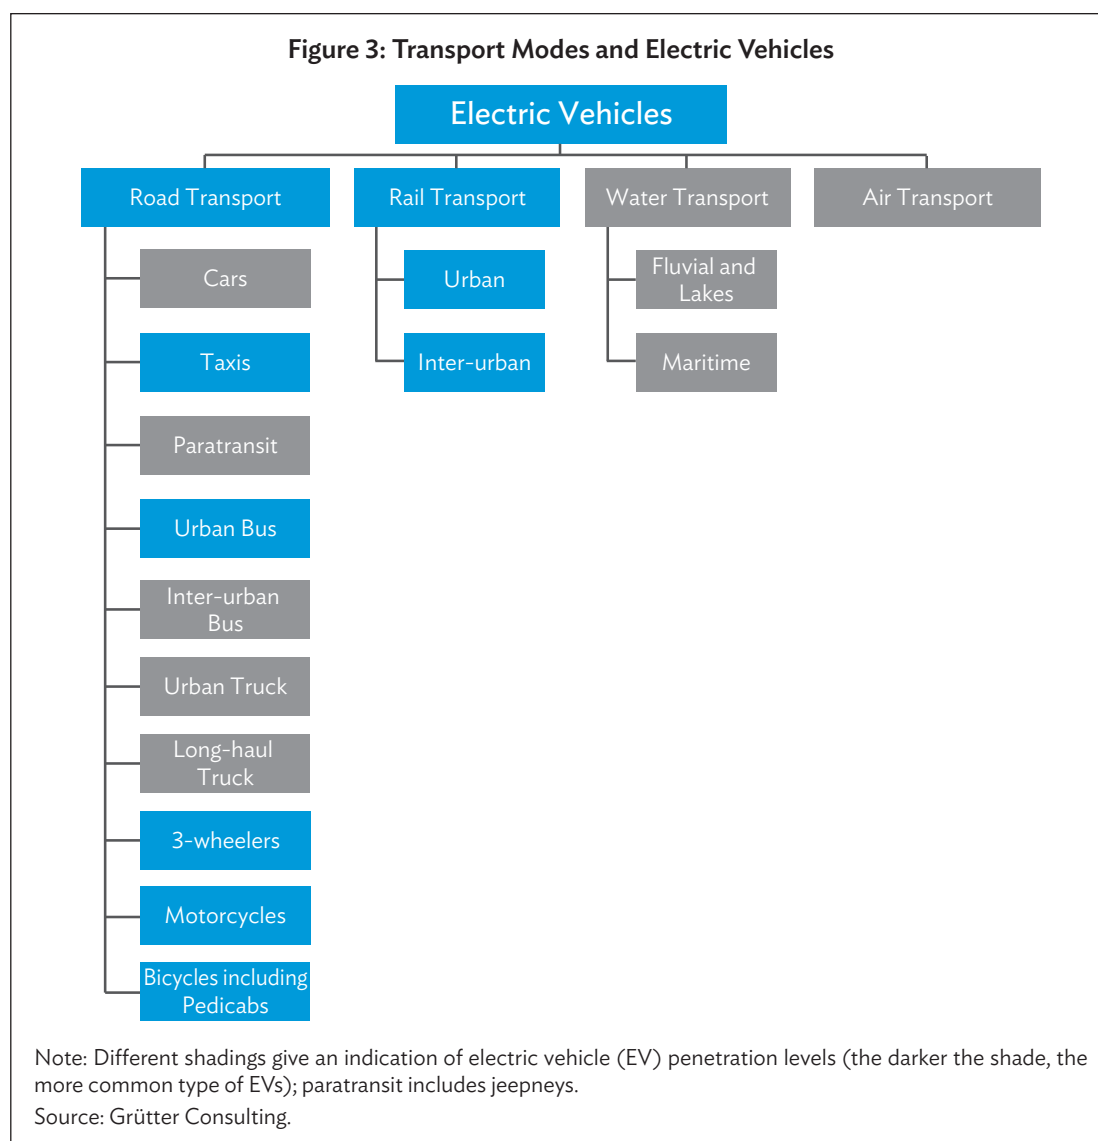 Figure 3: Transport Modes and Electric Vehicles
Electric Vehicles
Road Transport
Rail Transport
Water Transport
Air Transport
Cars
Taxis
Paratransit
Urban Bus
Inter-urban
Bus
Urban Truck
Long-haul
Truck
3-wheelers
Motorcycles
Bicycles including
Pedicabs
Urban
Inter-urban
Fluvial and
Lakes
Maritime
Note: Different shadings give an indication of electric vehicle (EV) penetration levels (the darker the shade, the
more common type of EVs); paratransit includes jeepneys.
Source: Grütter Consulting.